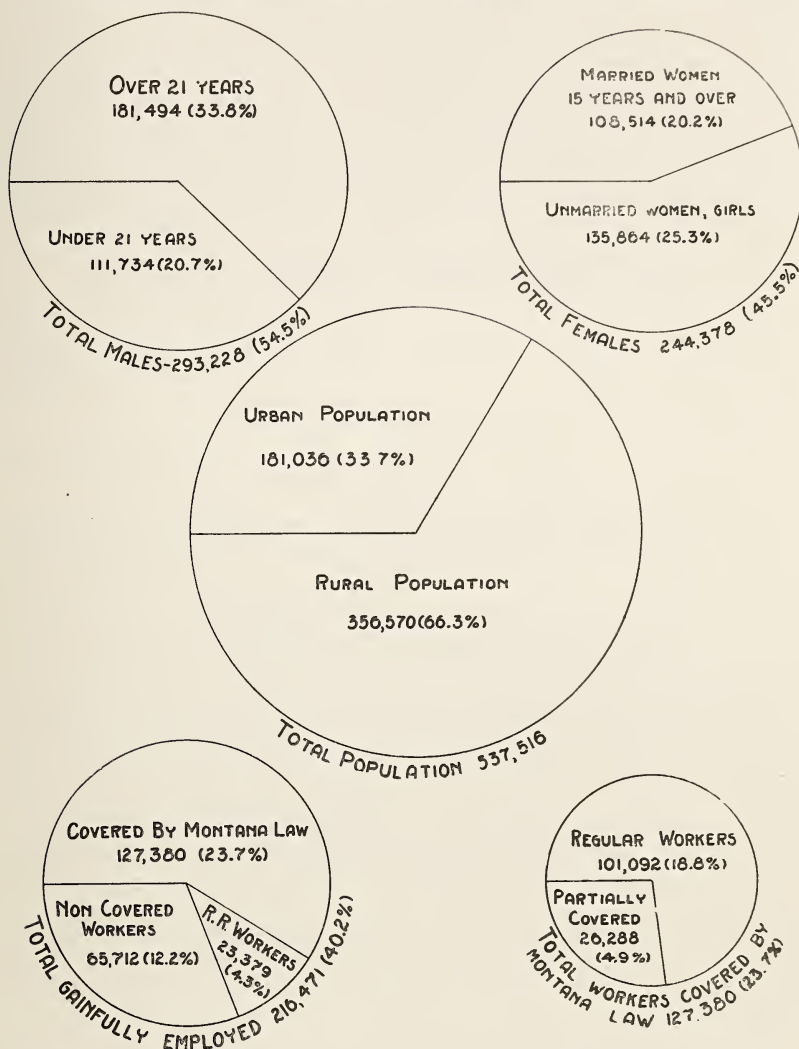 OVER 21 YEARS
181,494 (33.8%)
UNDER 21 YEARS
111,734 (20.7%)
TOTAL MALES-293,228 (54.5%)
MARRIED WOMEN
15 YEARS AND OVER
108,514 (20.2%)
UNMARRIED WOMEN, GIRLS
135,864 (25.3%)
TOTAL FEMALES 244,378 (45.5%)
URBAN POPULATION
181,036 (33 7%)
RURAL POPULATION
356,570 (66.3%)
TOTAL POPULATION 537,516
COVERED BY MONTANA LAW
127,380 (23.7%)
NON COVERED
WORKERS
65,712 (12.2%)
R.R. WORKERS
23,379
(4.3%)
TOTAL GAINFULLY EMPLOYED 216,471 (40.2%)
REGULAR WORKERS
101,092 (18.8%)
PARTIALLY
COVERED
26,288
(4.9%)
TOTAL WORKERS COVERED BY
MONTANA LAW 127.380 (23.7%)